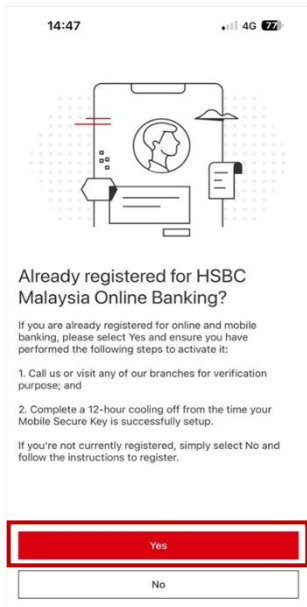 14:47
4G 77
Already registered for HSBC
Malaysia Online Banking?
If you are already registered for online and mobile
banking, please select Yes and ensure you have
performed the following steps to activate it:
1. Call us or visit any of our branches for verification
purpose; and
2. Complete a 12-hour cooling off from the time your
Mobile Secure Key is successfully setup.
If you're not currently registered, simply select No and
follow the instructions to register.
Yes
No